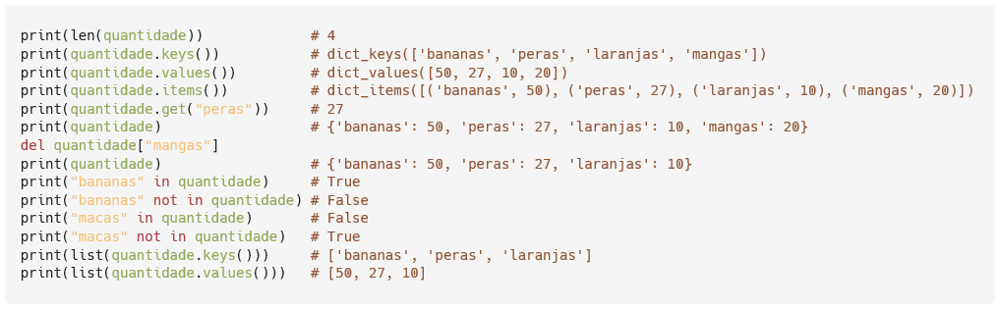 print(len(quantidade))             # 4
print(quantidade.keys())           # dict_keys(['bananas', 'peras', 'laranjas', 'mangas'])
print(quantidade.values())         # dict_values([50, 27, 10, 20])
print(quantidade.items())          # dict_items([('bananas', 50), ('peras', 27), ('laranjas', 10), ('mangas', 20)])
print(quantidade.get("peras"))     # 27
print(quantidade)                  # {'bananas': 50, 'peras': 27, 'laranjas': 10, 'mangas': 20}
del quantidade["mangas"]
print(quantidade)                  # {'bananas': 50, 'peras': 27, 'laranjas': 10}
print("bananas" in quantidade)     # True
print("bananas" not in quantidade) # False
print("macas" in quantidade)       # False
print("macas" not in quantidade)   # True
print(list(quantidade.keys()))     # ['bananas', 'peras', 'laranjas']
print(list(quantidade.values()))   # [50, 27, 10]